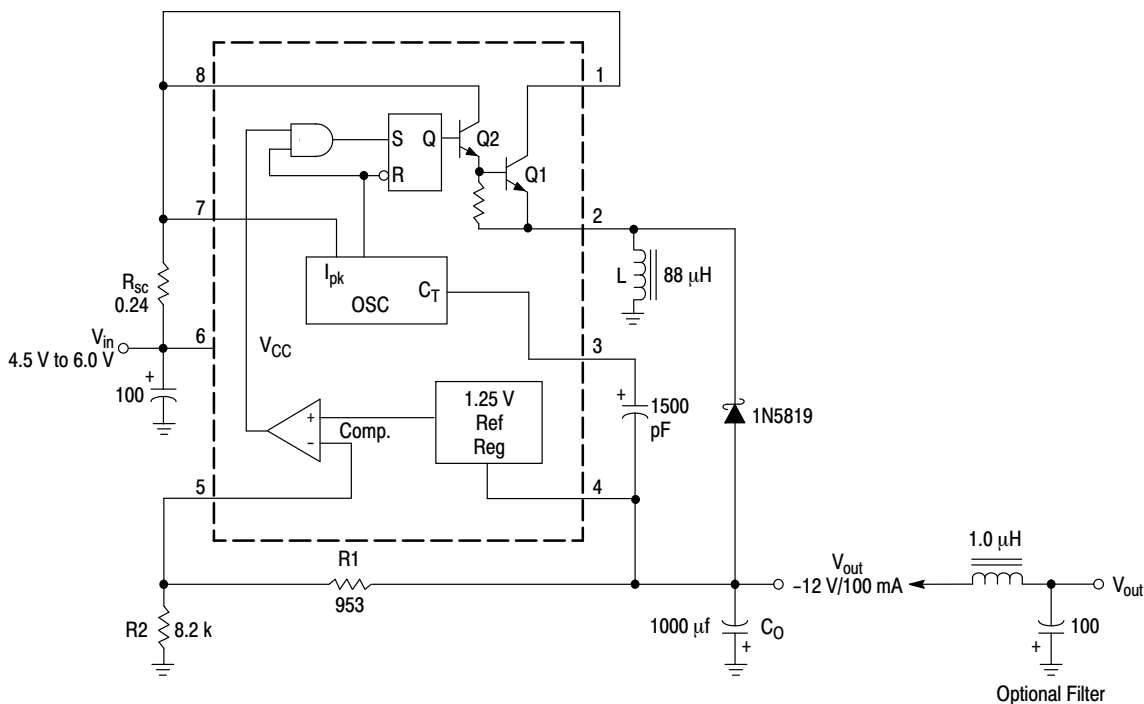 8
1
S Q
Q2
R
Q1
7
2
Ipk
CT
OSC
L
88 μH
Rsc
0.24
Vin
4.5 V to 6.0 V
6
VCC
3
+
100
+
1500
pF
1N5819
+
–
Comp.
1.25 V
Ref
Reg
5
4
R1
953
1.0 μH
Vout
–12 V/100 mA
Vout
R2
8.2 k
1000 μf
CO
+
100
+
Optional Filter